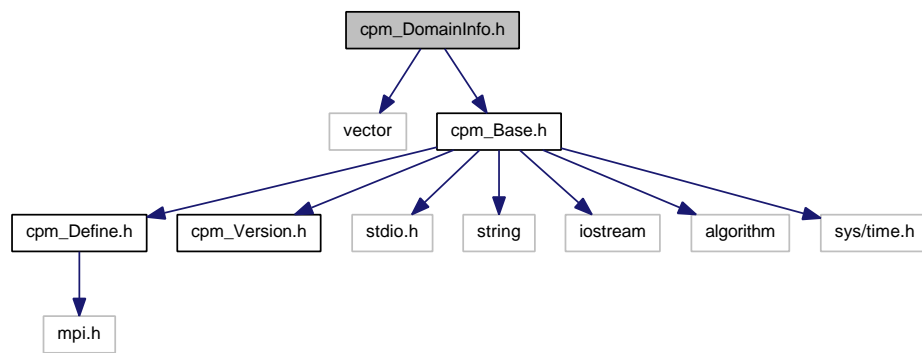 cpm_DomainInfo.h
vector
cpm_Base.h
cpm_Define.h
cpm_Version.h
stdio.h
string
iostream
algorithm
sys/time.h
mpi.h